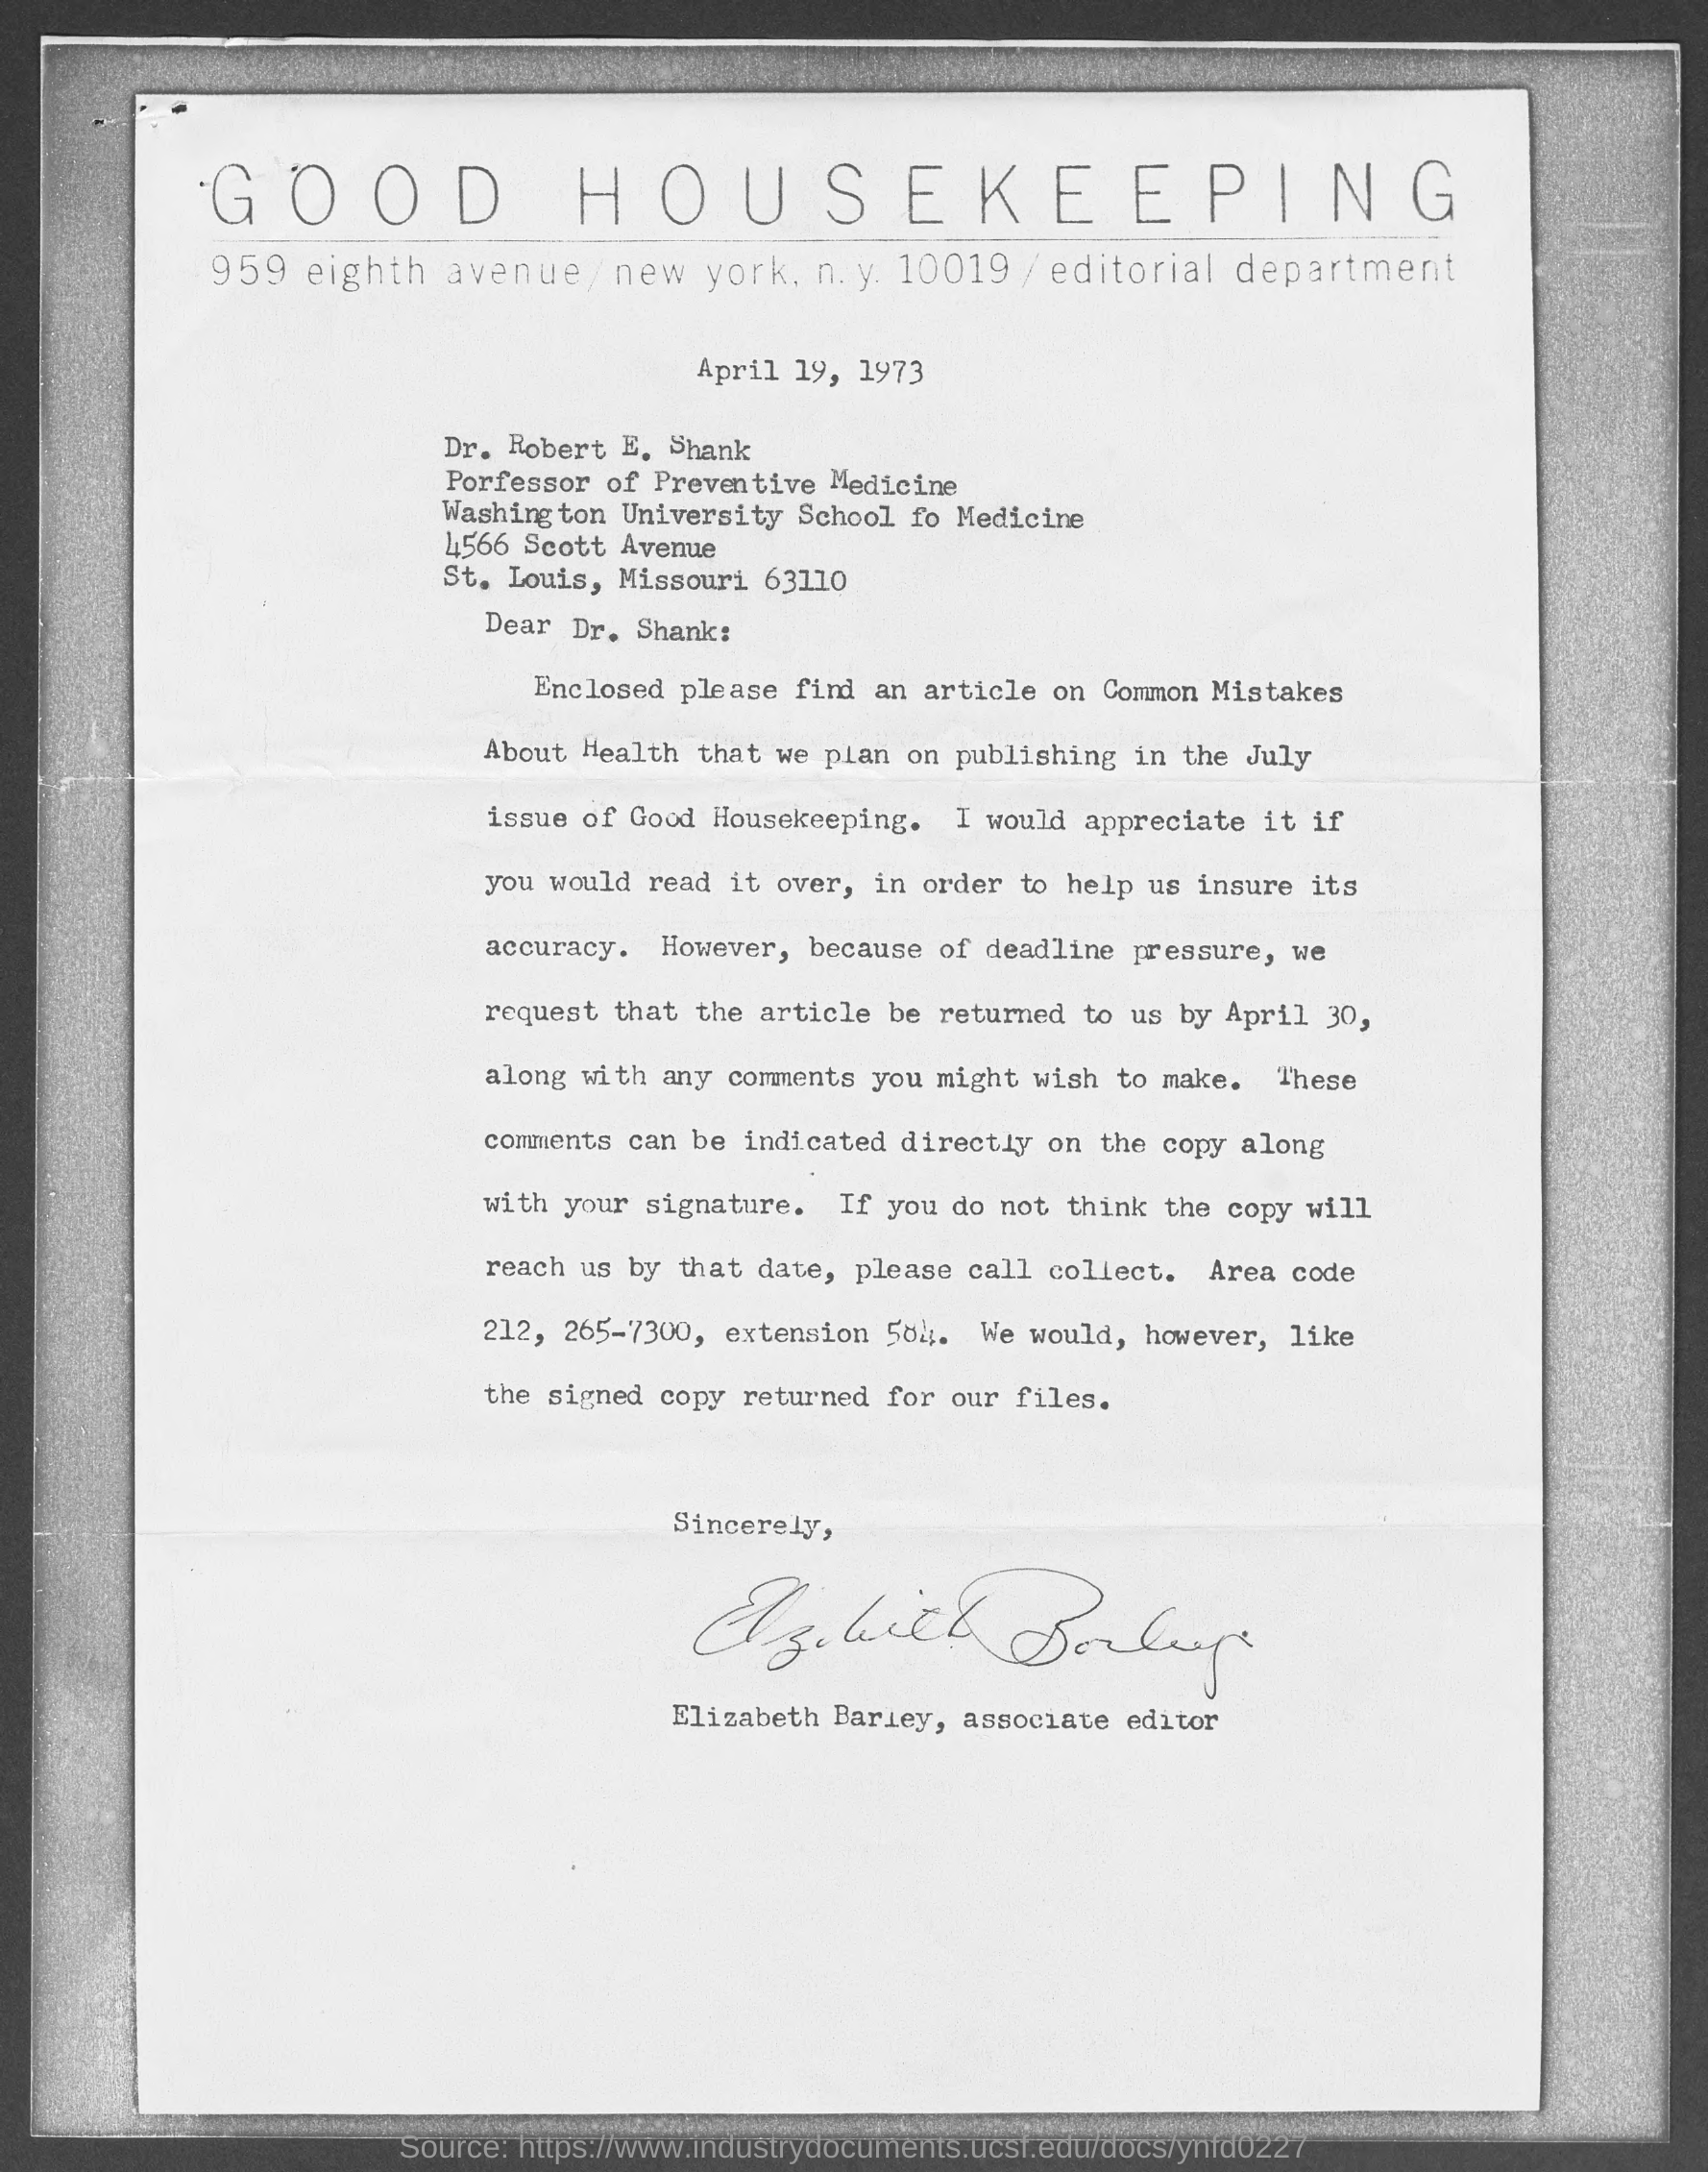 GOOD HOUSEKEEPING
959 eighth avenue / new york, n. y. 10019 / editorial department
April 19, 1973
Dr. Robert E. Shank
Porfessor of Preventive Medicine
Washington University School fo Medicine
4566 Scott Avenue
St. Louis, Missouri 63110
Dear Dr. Shank:
Enclosed please find an article on Common Mistakes
About Health that we plan on publishing in the July
issue of Good Housekeeping. I would appreciate it if
you would read it over, in order to help us insure its
accuracy. However, because of deadline pressure, we
request that the article be returned to us by April 30,
along with any comments you might wish to make. These
comments can be indicated directly on the copy along
with your signature. If you do not think the copy will
reach us by that date, please call collect. Area code
212, 265-7300, extension 584. We would, however, like
the signed copy returned for our files.
Sincerely,
Elizabeth Barley
Elizabeth Barley, associate editor
Source: https://www.industrydocuments.ucsf.edu/docs/ynfd0227